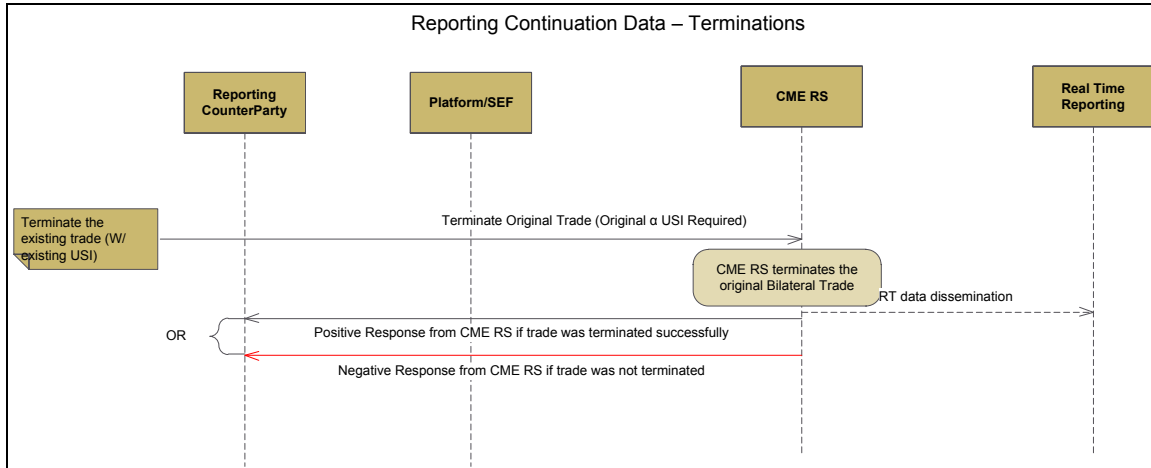 Reporting Continuation Data – Terminations
Reporting
CounterParty
Platform/SEF
CME RS
Real Time
Reporting
Terminate the
existing trade (W/
existing USI)
Terminate Original Trade (Original α USI Required)
CME RS terminates the
original Bilateral Trade
RT data dissemination
OR
Positive Response from CME RS if trade was terminated successfully
Negative Response from CME RS if trade was not terminated